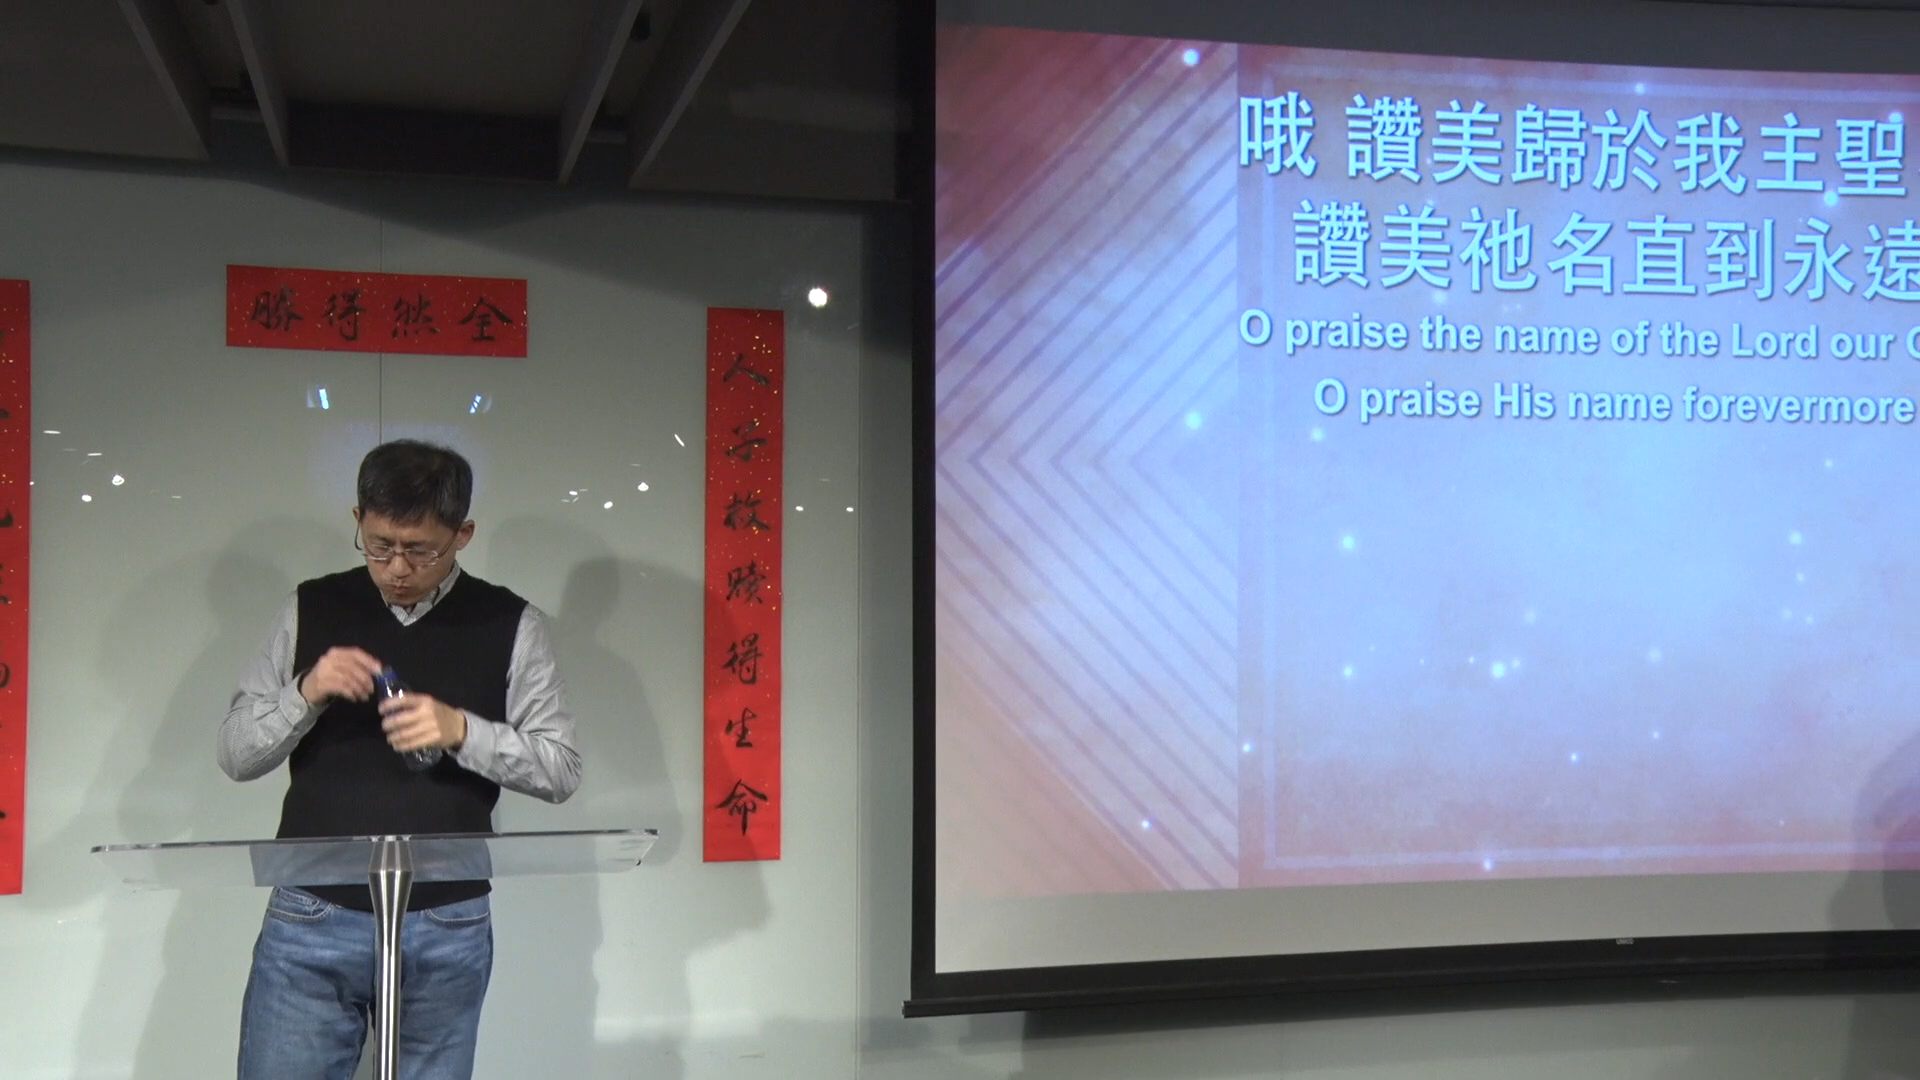 勝得然全
人子救贖得生命
哦 讚美歸於我主聖
讚美祂名直到永遠
O praise the name of the Lord our
O praise His name forevermore